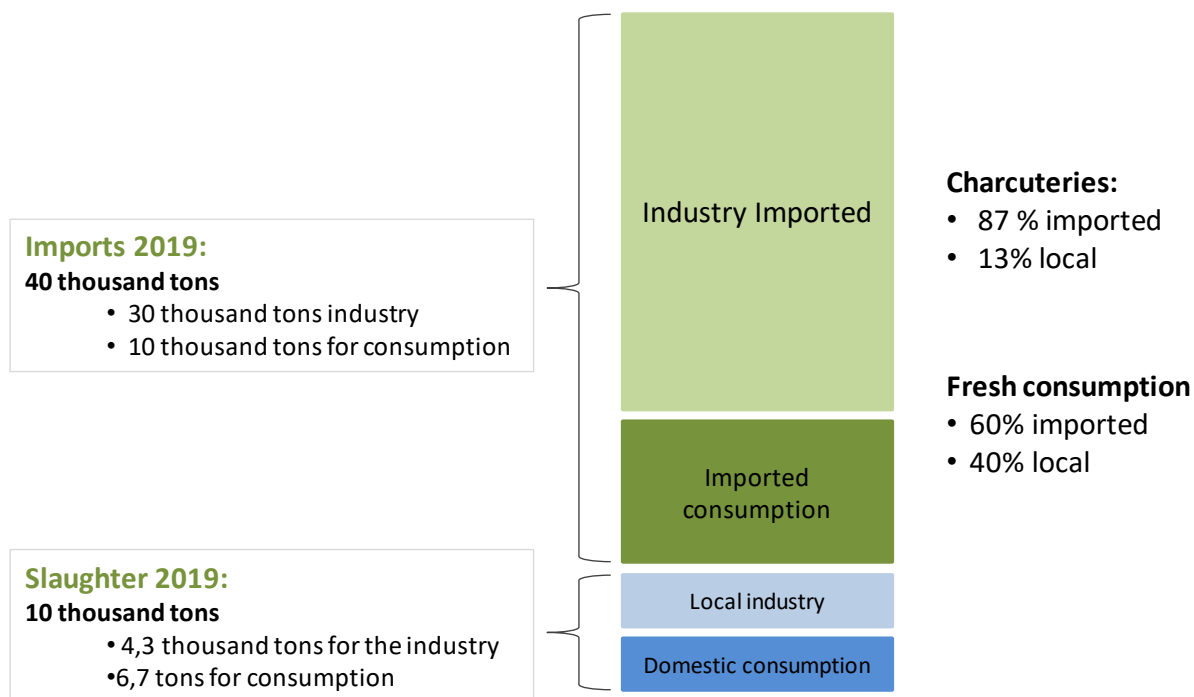 Imports 2019:
40 thousand tons
• 30 thousand tons industry
• 10 thousand tons for consumption
Slaughter 2019:
10 thousand tons
• 4,3 thousand tons for the industry
•6,7 tons for consumption
Industry Imported
Imported
consumption
Local industry
Domestic consumption
Charcuteries:
• 87 % imported
• 13% local
Fresh consumption
• 60% imported
• 40% local